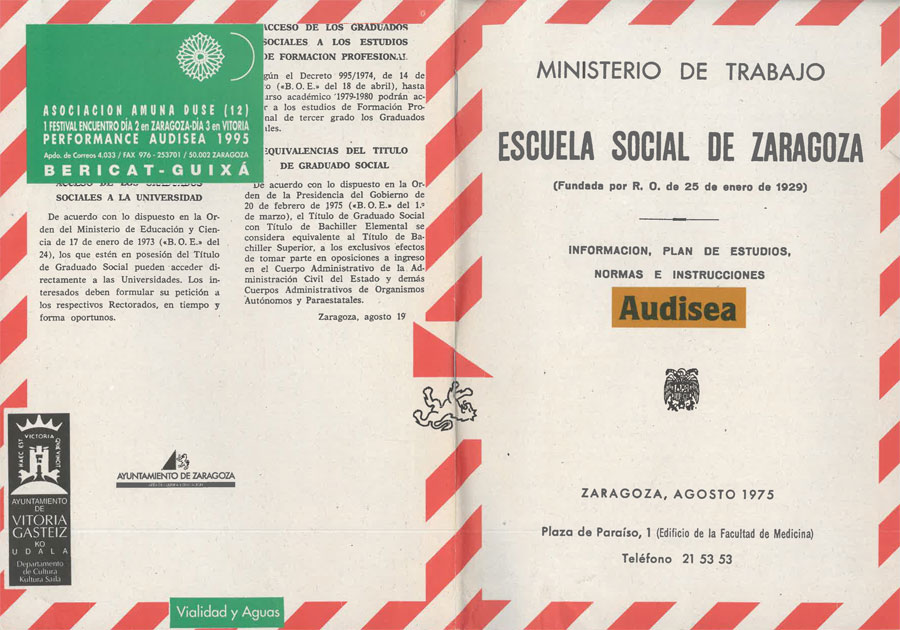 ASOCIACION AMUNA DUSE (12)
1 FESTIVAL ENCUENTRO DÍA 2 en ZARAGOZA-DÍA 3 en VITORIA
PERFORMANCE AUDISEA 1995
Apdo. de Correos 4.033 / FAX 976 - 253701 / 50.002 ZARAGOZA
BERICAT-GUIXÁ
SOCIALES A LA UNIVERSIDAD
De acuerdo con lo dispuesto en la Or-
den del Ministerio de Educación y Cien-
cia de 17 de enero de 1973 («B. O. E.» del
24), los que estén en posesión del Título
de Graduado Social pueden acceder di-
rectamente a las Universidades. Los in-
teresados deben formular su petición a
los respectivos Rectorados, en tiempo y
forma oportunos.
ACCESO DE LOS GRADUADOS
SOCIALES A LOS ESTUDIOS
DE FORMACION PROFESIONAL
gún el Decreto 995/1974, de 14 de
o («B. O. E.» del 18 de abril), hasta
urso académico 1979-1980 podrán ac-
r a los estudios de Formación Pro-
nal de tercer grado los Graduados
ales.
EQUIVALENCIAS DEL TITULO
DE GRADUADO SOCIAL
De acuerdo con lo dispuesto en la Or-
den de la Presidencia del Gobierno de
20 de febrero de 1975 («B. O. E.» del 1.º
de marzo), el Título de Graduado Social
con Título de Bachiller Elemental se
considera equivalente al Título de Ba-
chiller Superior, a los exclusivos efectos
de tomar parte en oposiciones a ingreso
en el Cuerpo Administrativo de la Ad-
ministración Civil del Estado y demás
Cuerpos Administrativos de Organismos
Autónomos y Paraestatales.
Zaragoza, agosto 19
HAEC EST VICTORIA QUAE VINCIT
AYUNTAMIENTO
DE
VITORIA
GASTEIZ
KO
UDALA
Departamento
de Cultura
Kultura Saila
AYUNTAMIENTO DE ZARAGOZA
Vialidad y Aguas
MINISTERIO DE TRABAJO
ESCUELA SOCIAL DE ZARAGOZA
(Fundada por R. O. de 25 de enero de 1929)
INFORMACION, PLAN DE ESTUDIOS,
NORMAS E INSTRUCCIONES
Audisea
ZARAGOZA, AGOSTO 1975
Plaza de Paraíso, 1 (Edificio de la Facultad de Medicina)
Teléfono 21 53 53